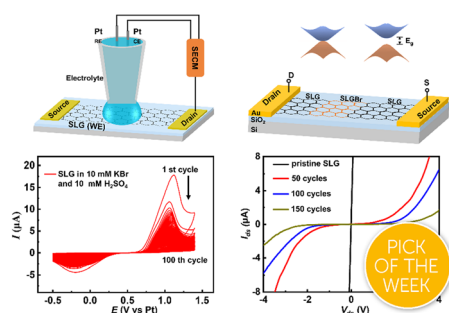 Pt
Pt
RE
CE
Electrolyte
SECM
Source
Drain
SLG (WE)
E_g
D
S
Drain
SLG
SLGBr
SLG
Source
Au
SiO₂
Si
I (μA)
20
15
10
5
0
-5
SLG in 10 mM KBr
and 10 mM H₂SO₄
1 st cycle
100 th cycle
-0.5
0.0
0.5
1.0
1.5
E (V vs Pt)
I_ds (μA)
8
4
0
-4
-8
pristine SLG
50 cycles
100 cycles
150 cycles
-4
-2
0
4
(V)
PICK
OF THE
WEEK